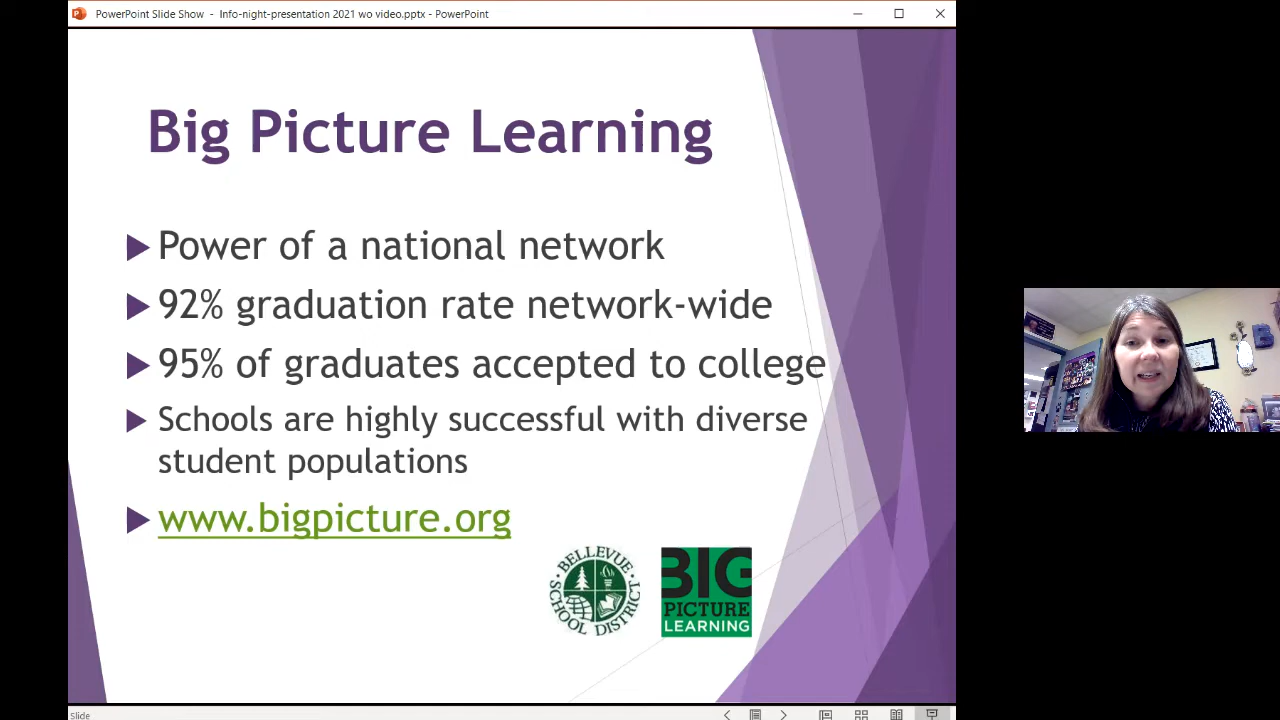 PowerPoint Slide Show - Info-night-presentation 2021 wo video.pptx - PowerPoint
Big Picture Learning
Power of a national network
92% graduation rate network-wide
95% of graduates accepted to college
Schools are highly successful with diverse
student populations
www.bigpicture.org
BELLEVUE
SCHOOL DISTRICT
BIG
PICTURE
LEARNING
Slide